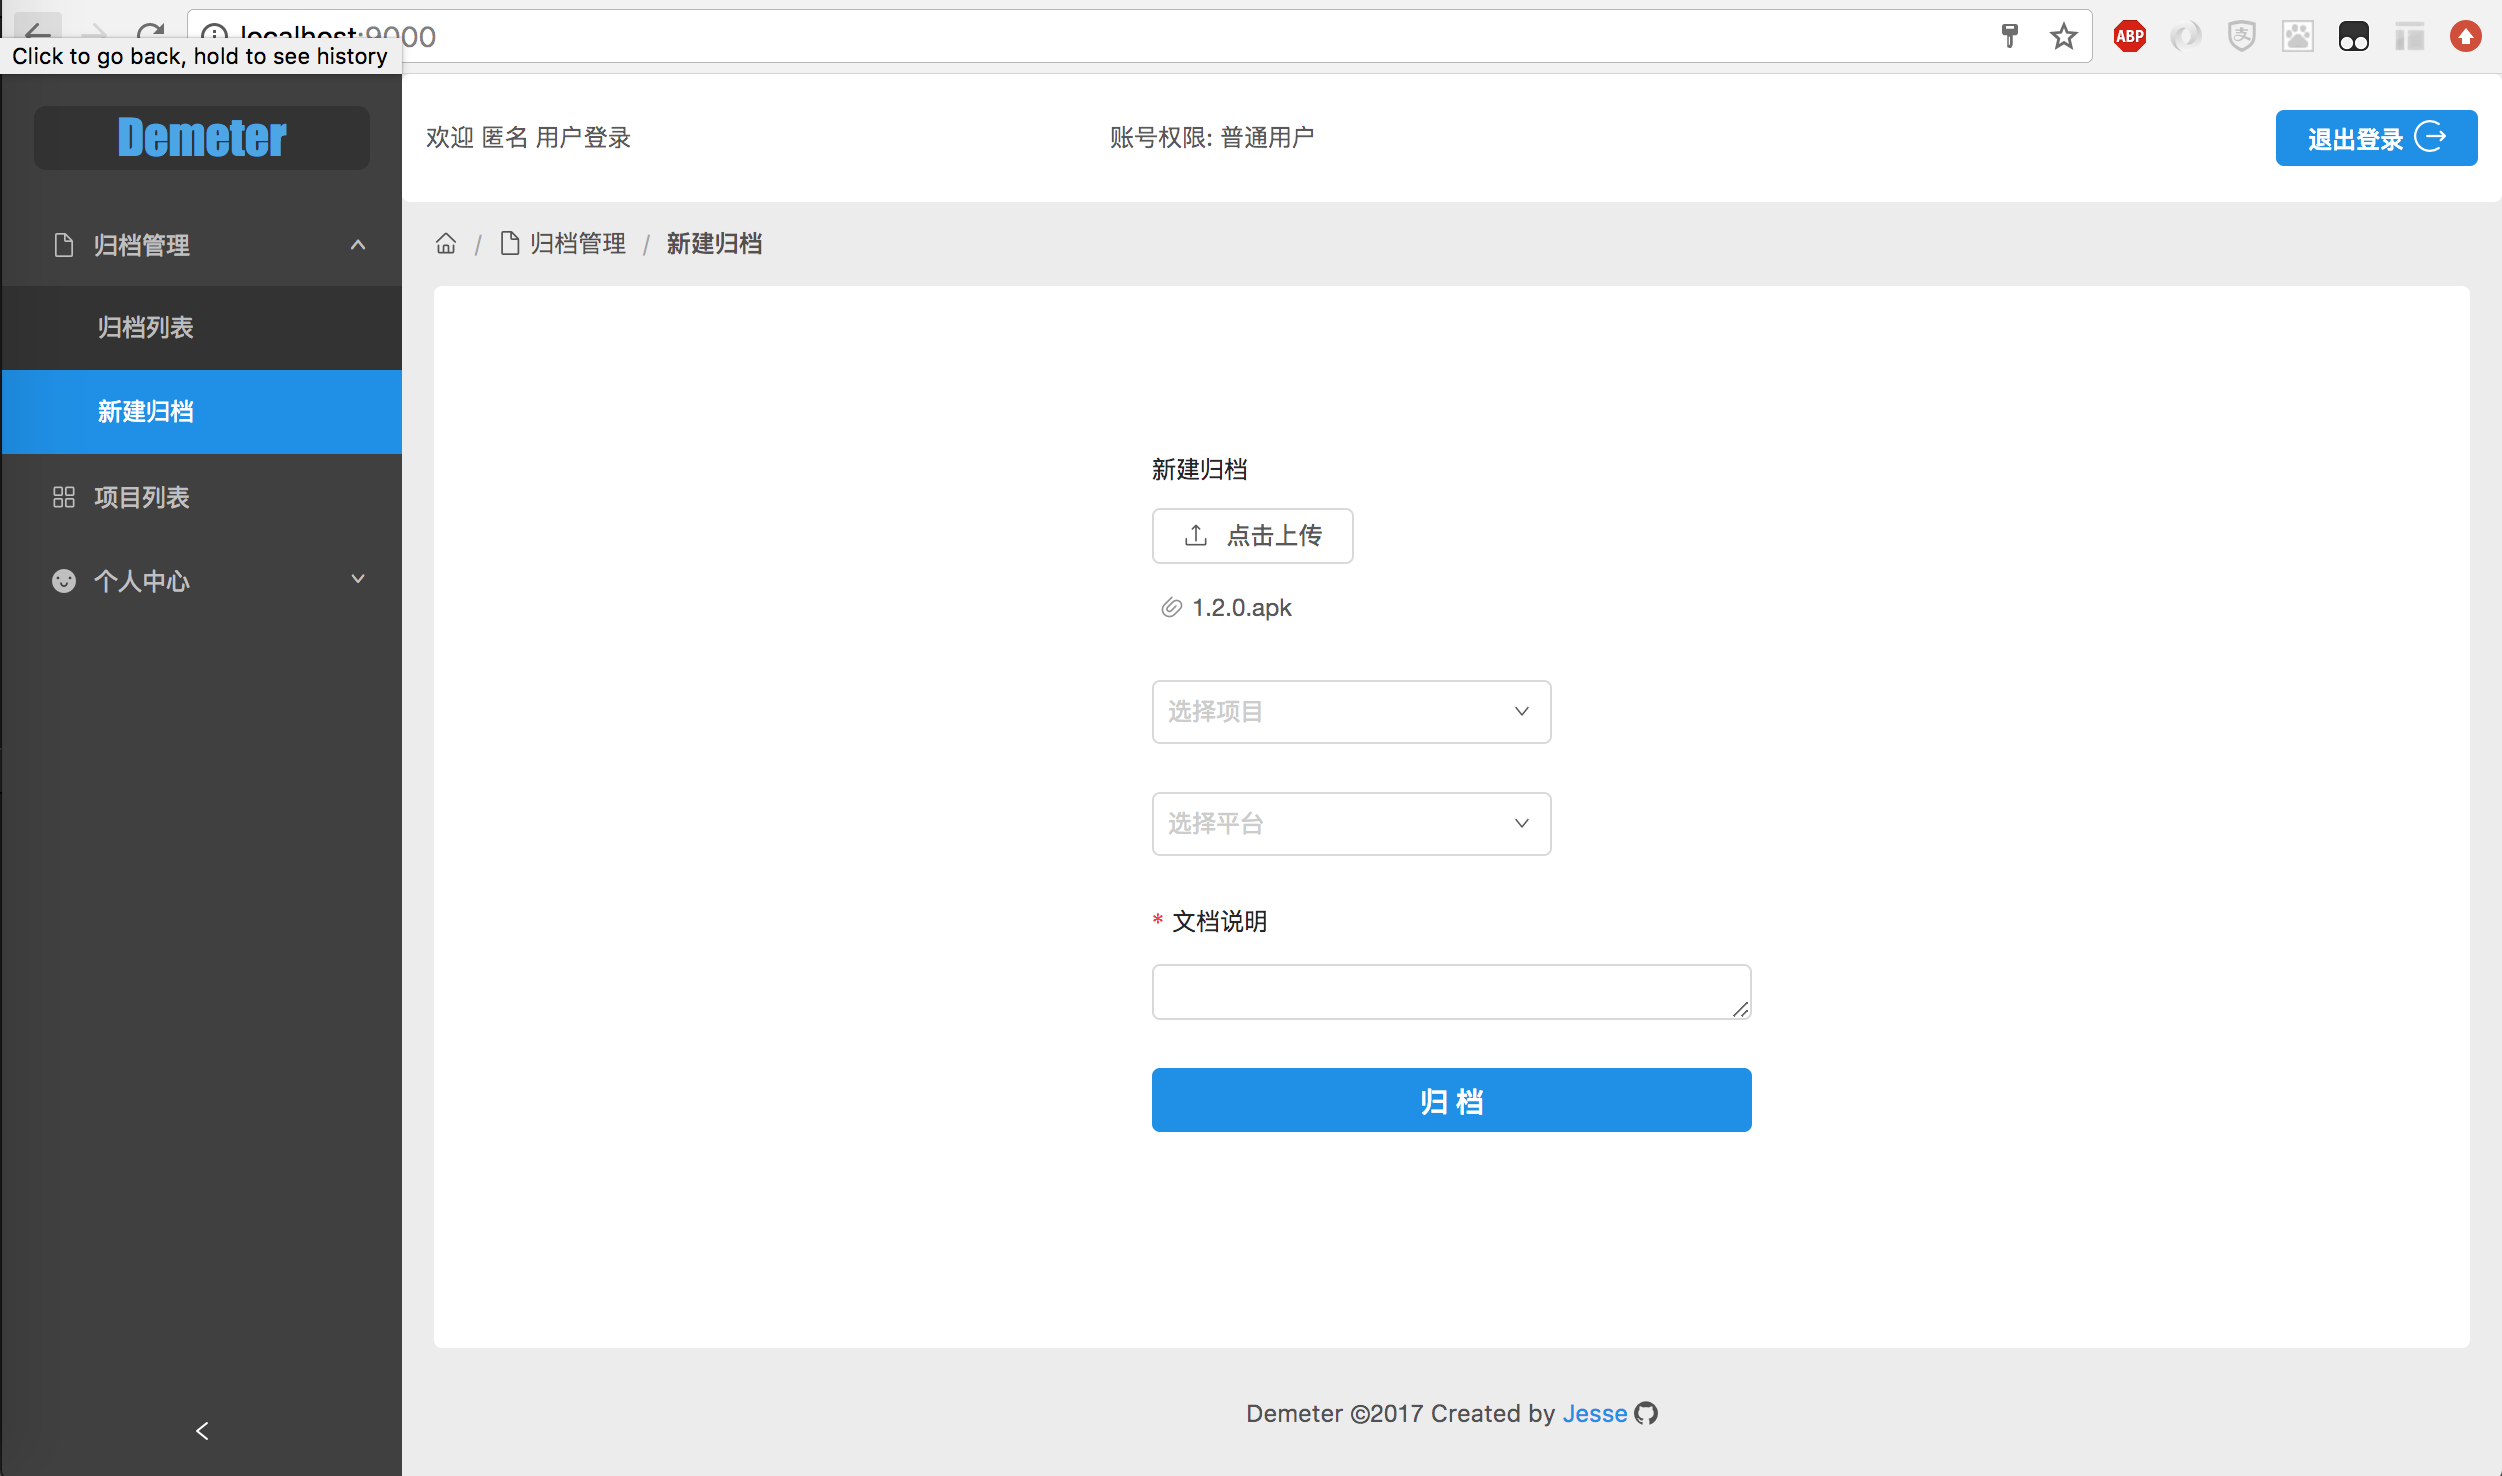 localhost:9000
Click to go back, hold to see history
ABP
支
Demeter
欢迎 匿名 用户登录
账号权限: 普通用户
退出登录
归档管理
归档列表
新建归档
项目列表
个人中心
/ 归档管理 / 新建归档
新建归档
点击上传
1.2.0.apk
选择项目
选择平台
* 文档说明
归 档
Demeter ©2017 Created by Jesse